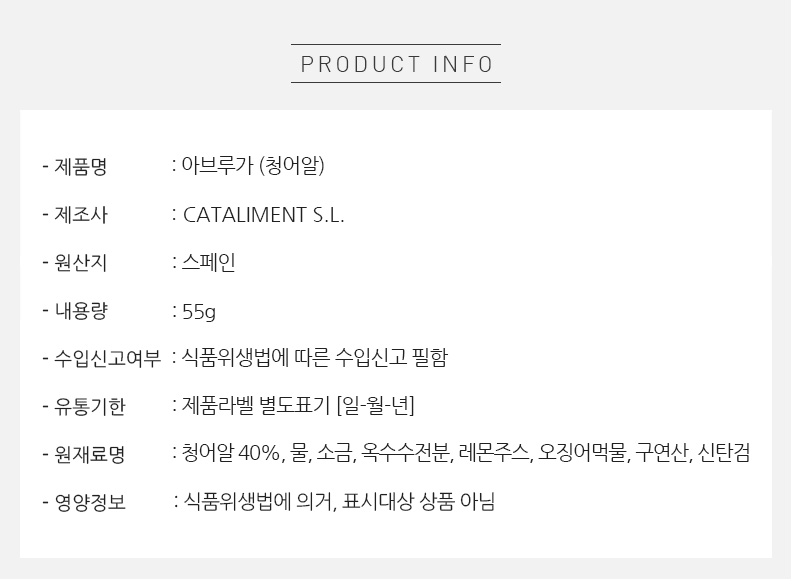 PRODUCT INFO
- 제품명 : 아브루가 (청어알)
- 제조사 : CATALIMENT S.L.
- 원산지 : 스페인
- 내용량 : 55g
- 수입신고여부 : 식품위생법에 따른 수입신고 필함
- 유통기한 : 제품라벨 별도표기 [일-월-년]
- 원재료명 : 청어알 40%, 물, 소금, 옥수수전분, 레몬주스, 오징어먹물, 구연산, 신탄검
- 영양정보 : 식품위생법에 의거, 표시대상 상품 아님